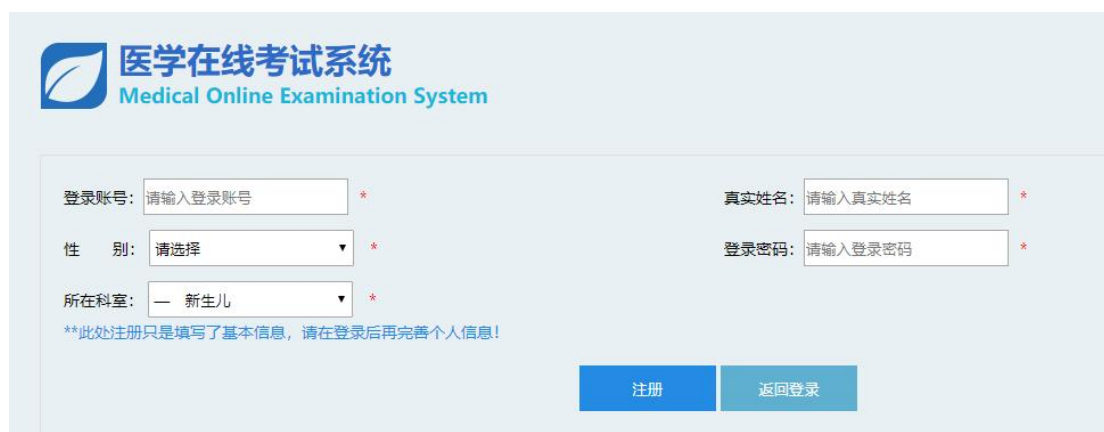 医学在线考试系统
Medical Online Examination System
登录账号： 请输入登录账号 * 真实姓名： 请输入真实姓名 *
性 别： 请选择 * 登录密码： 请输入登录密码 *
所在科室： — 新生儿 *
**此处注册只是填写了基本信息，请在登录后再完善个人信息！
注册 返回登录